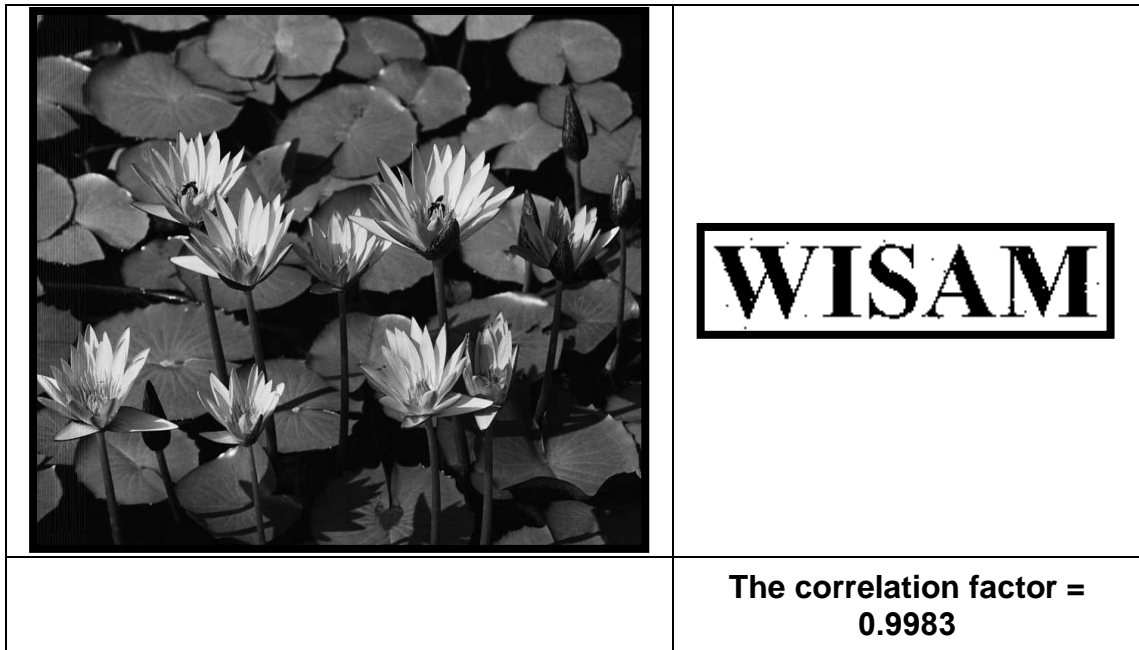 WISAM
The correlation factor =
0.9983